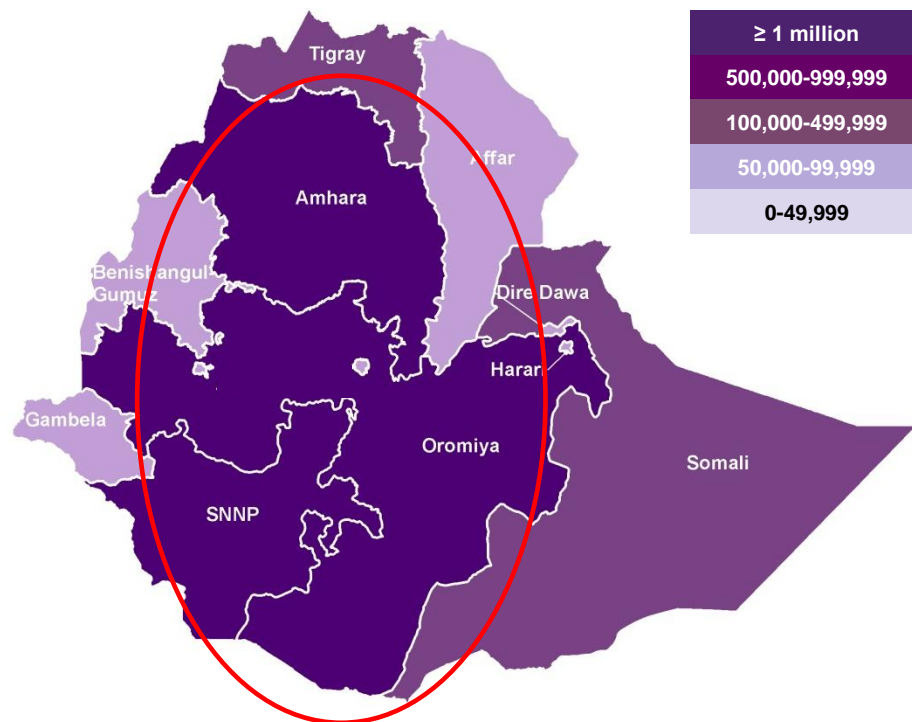 ≥ 1 million
500,000-999,999
100,000-499,999
50,000-99,999
0-49,999
Tigray
Affar
Amhara
Benishangul-
Gumuz
Dire Dawa
Harari
Gambela
Oromiya
Somali
SNNP